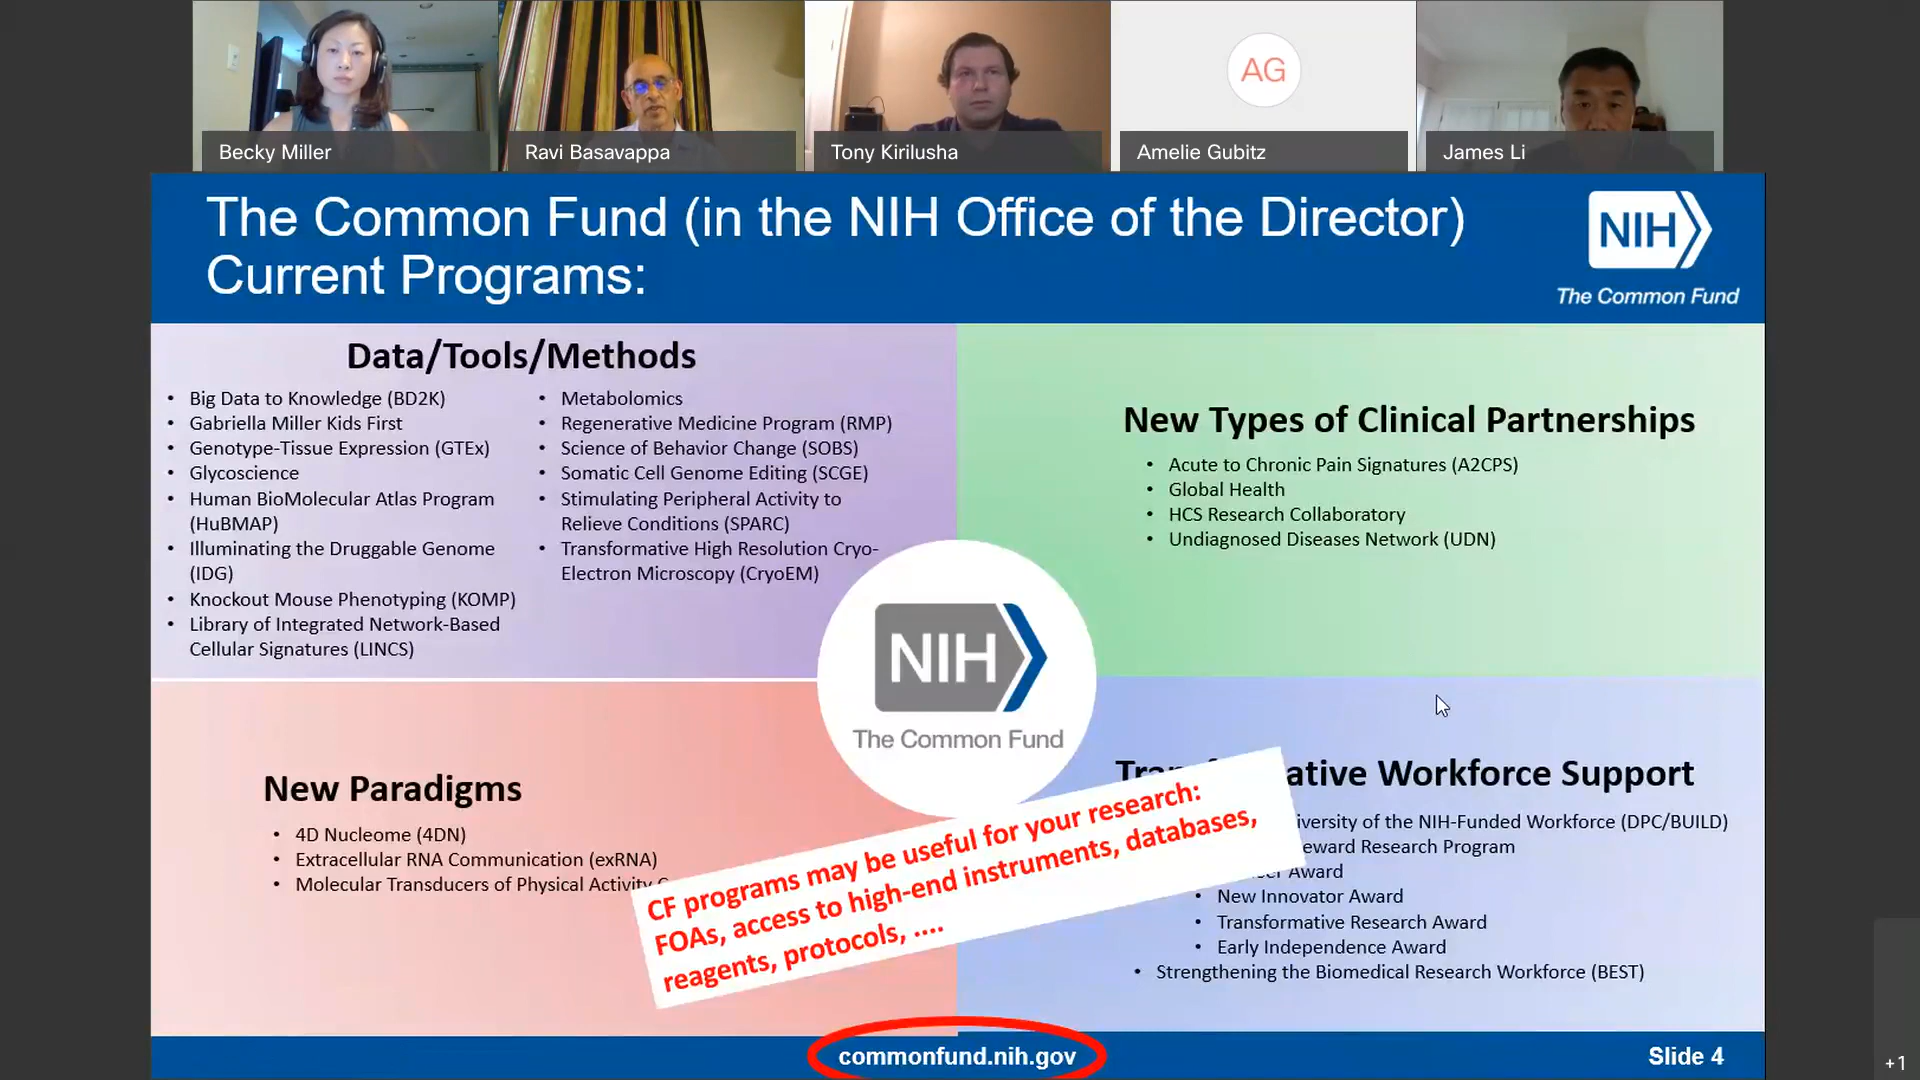 Becky Miller
Ravi Basavappa
Tony Kirilusha
AG
Amelie Gubitz
James Li
The Common Fund (in the NIH Office of the Director)
Current Programs:
NIH
The Common Fund
Data/Tools/Methods
• Big Data to Knowledge (BD2K)
• Gabriella Miller Kids First
• Genotype-Tissue Expression (GTEx)
• Glycoscience
• Human BioMolecular Atlas Program
(HuBMAP)
• Illuminating the Druggable Genome
(IDG)
• Knockout Mouse Phenotyping (KOMP)
• Library of Integrated Network-Based
Cellular Signatures (LINCS)
• Metabolomics
• Regenerative Medicine Program (RMP)
• Science of Behavior Change (SOBS)
• Somatic Cell Genome Editing (SCGE)
• Stimulating Peripheral Activity to
Relieve Conditions (SPARC)
• Transformative High Resolution Cryo-
Electron Microscopy (CryoEM)
New Types of Clinical Partnerships
• Acute to Chronic Pain Signatures (A2CPS)
• Global Health
• HCS Research Collaboratory
• Undiagnosed Diseases Network (UDN)
NIH
The Common Fund
New Paradigms
• 4D Nucleome (4DN)
• Extracellular RNA Communication (exRNA)
• Molecular Transducers of Physical Activity
CF programs may be useful for your research:
FOAs, access to high-end instruments, databases,
reagents, protocols, ....
Workforce Support
of the NIH-Funded Workforce (DPC/BUILD)
Research Program
Award
• New Innovator Award
• Transformative Research Award
• Early Independence Award
• Strengthening the Biomedical Research Workforce (BEST)
commonfund.nih.gov
Slide 4
+1